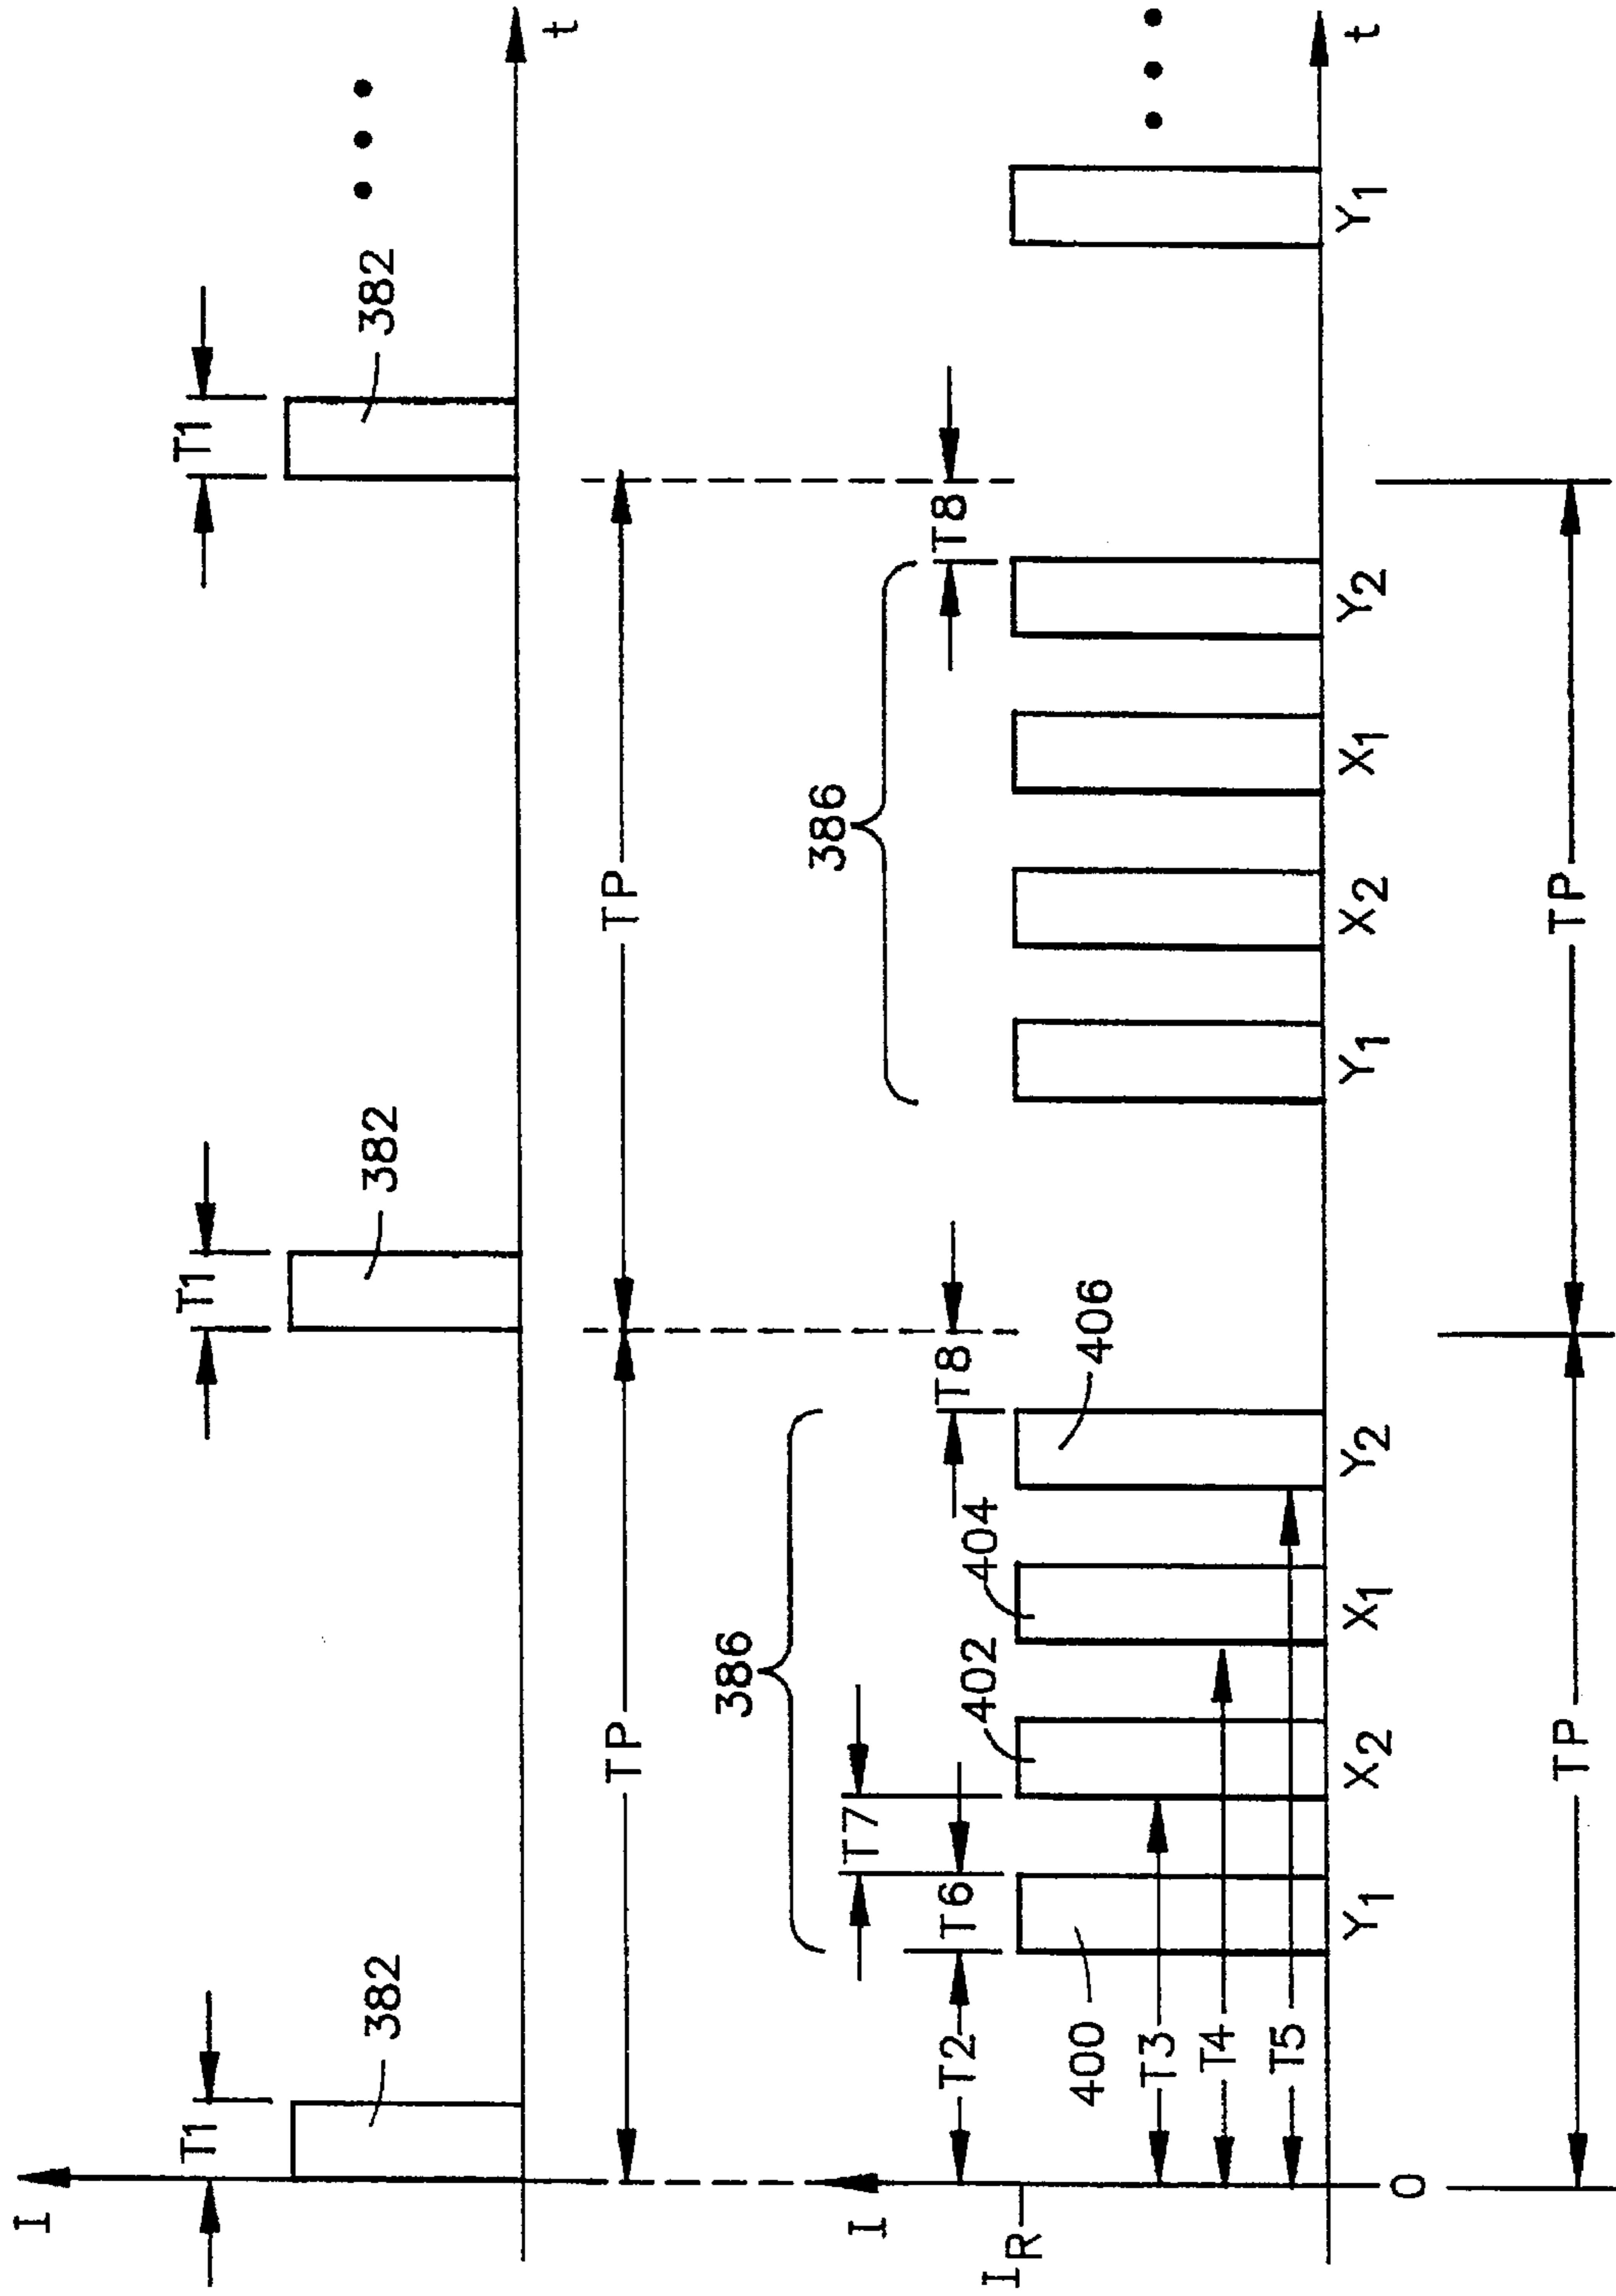 I
T1 T1 T1
382 382 382
t
TP TP
386 386
T7
I T2 T6 T8 T8
402 404
I_R
400 406
T3
T4
T5
t
Y1 X2 X1 Y2 Y1 X2 X1 Y2 Y1
0
TP TP